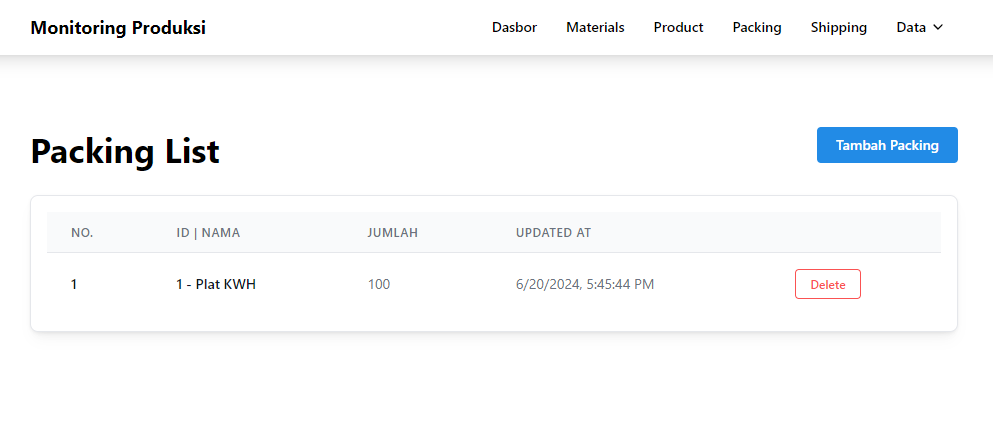 Monitoring Produksi Dasbor Materials Product Packing Shipping Data
Packing List Tambah Packing
NO. ID | NAMA JUMLAH UPDATED AT
1 1 - Plat KWH 100 6/20/2024, 5:45:44 PM Delete